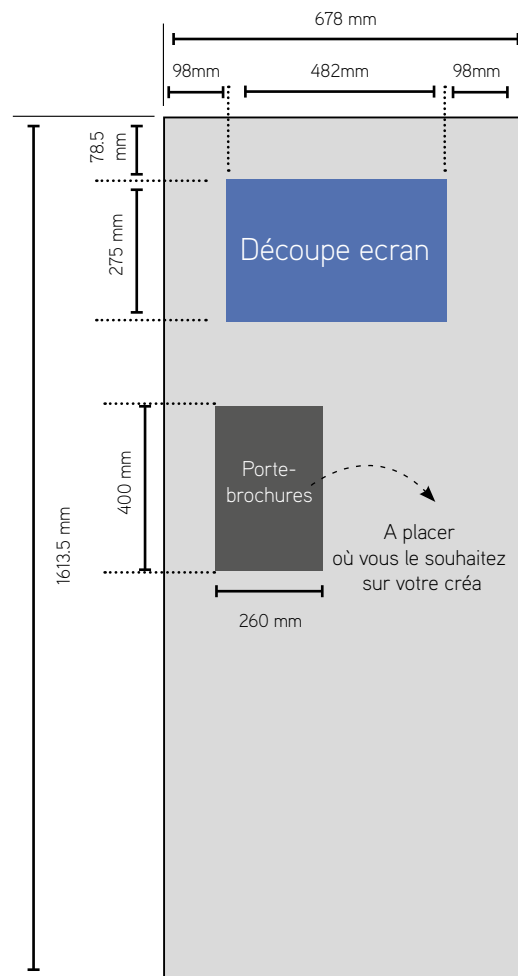 678 mm
98mm
482mm
98mm
78.5
mm
275 mm
Découpe ecran
400 mm
Porte-
brochures
A placer
où vous le souhaitez
sur votre créa
1613.5 mm
260 mm